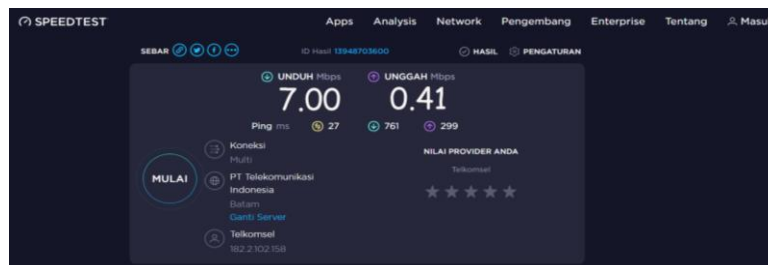 SPEEDTEST Apps Analysis Network Pengembang Enterprise Tentang Masu
SEBAR ID Hasil 13948703600 HASIL PENGATURAN
UNDUH Mbps UNGGAH Mbps
7.00 0.41
Ping ms 27 761 299
Koneksi
Multi
NILAI PROVIDER ANDA
Telkomsel
MULAI
PT Telekomunikasi
Indonesia
Batam
Ganti Server
Telkomsel
182.2.102.158